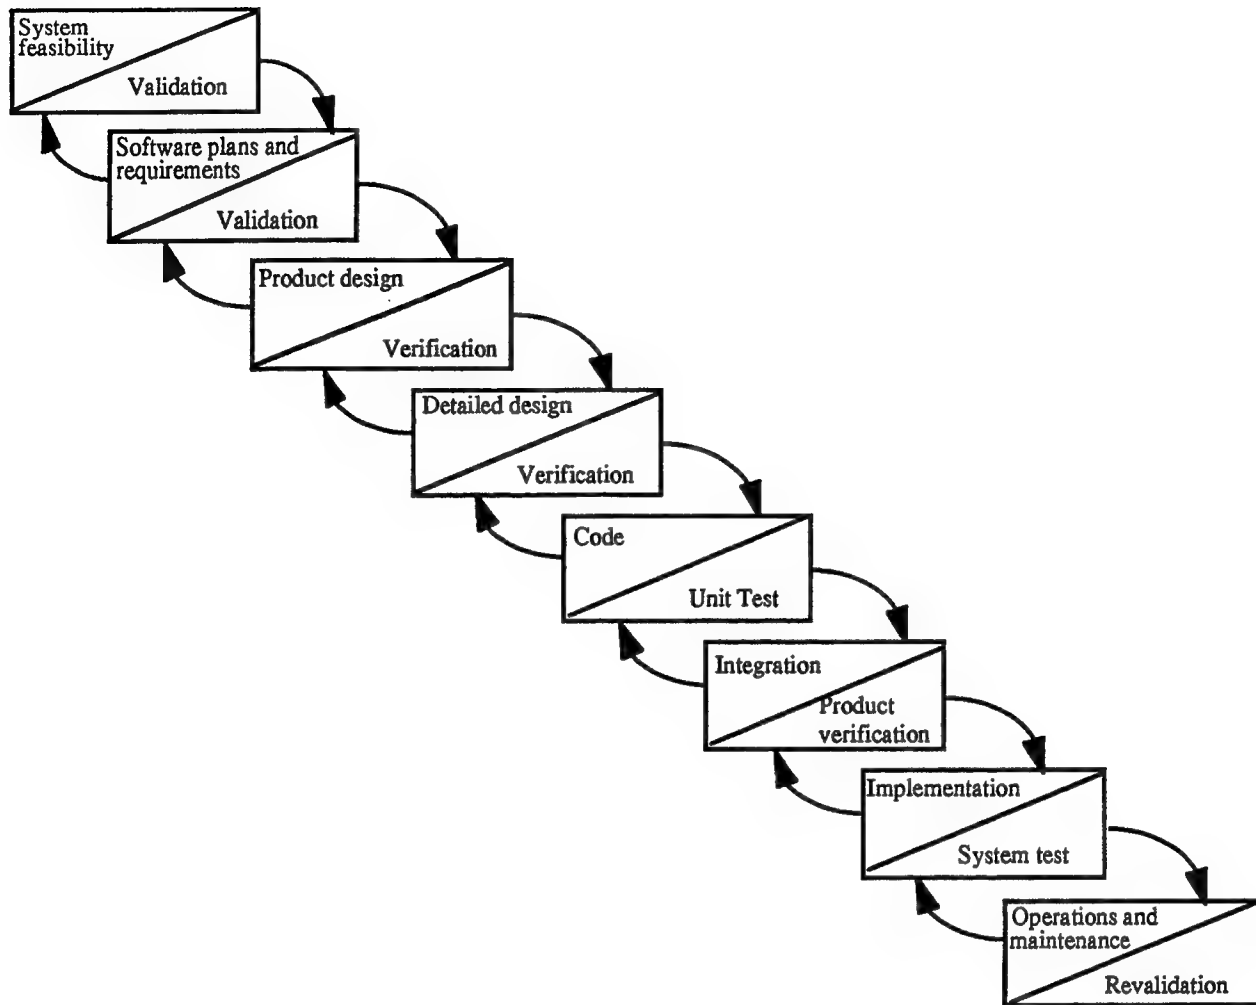 System
feasibility
Validation
Software plans and
requirements
Validation
Product design
Verification
Detailed design
Verification
Code
Unit Test
Integration
Product
verification
Implementation
System test
Operations and
maintenance
Revalidation